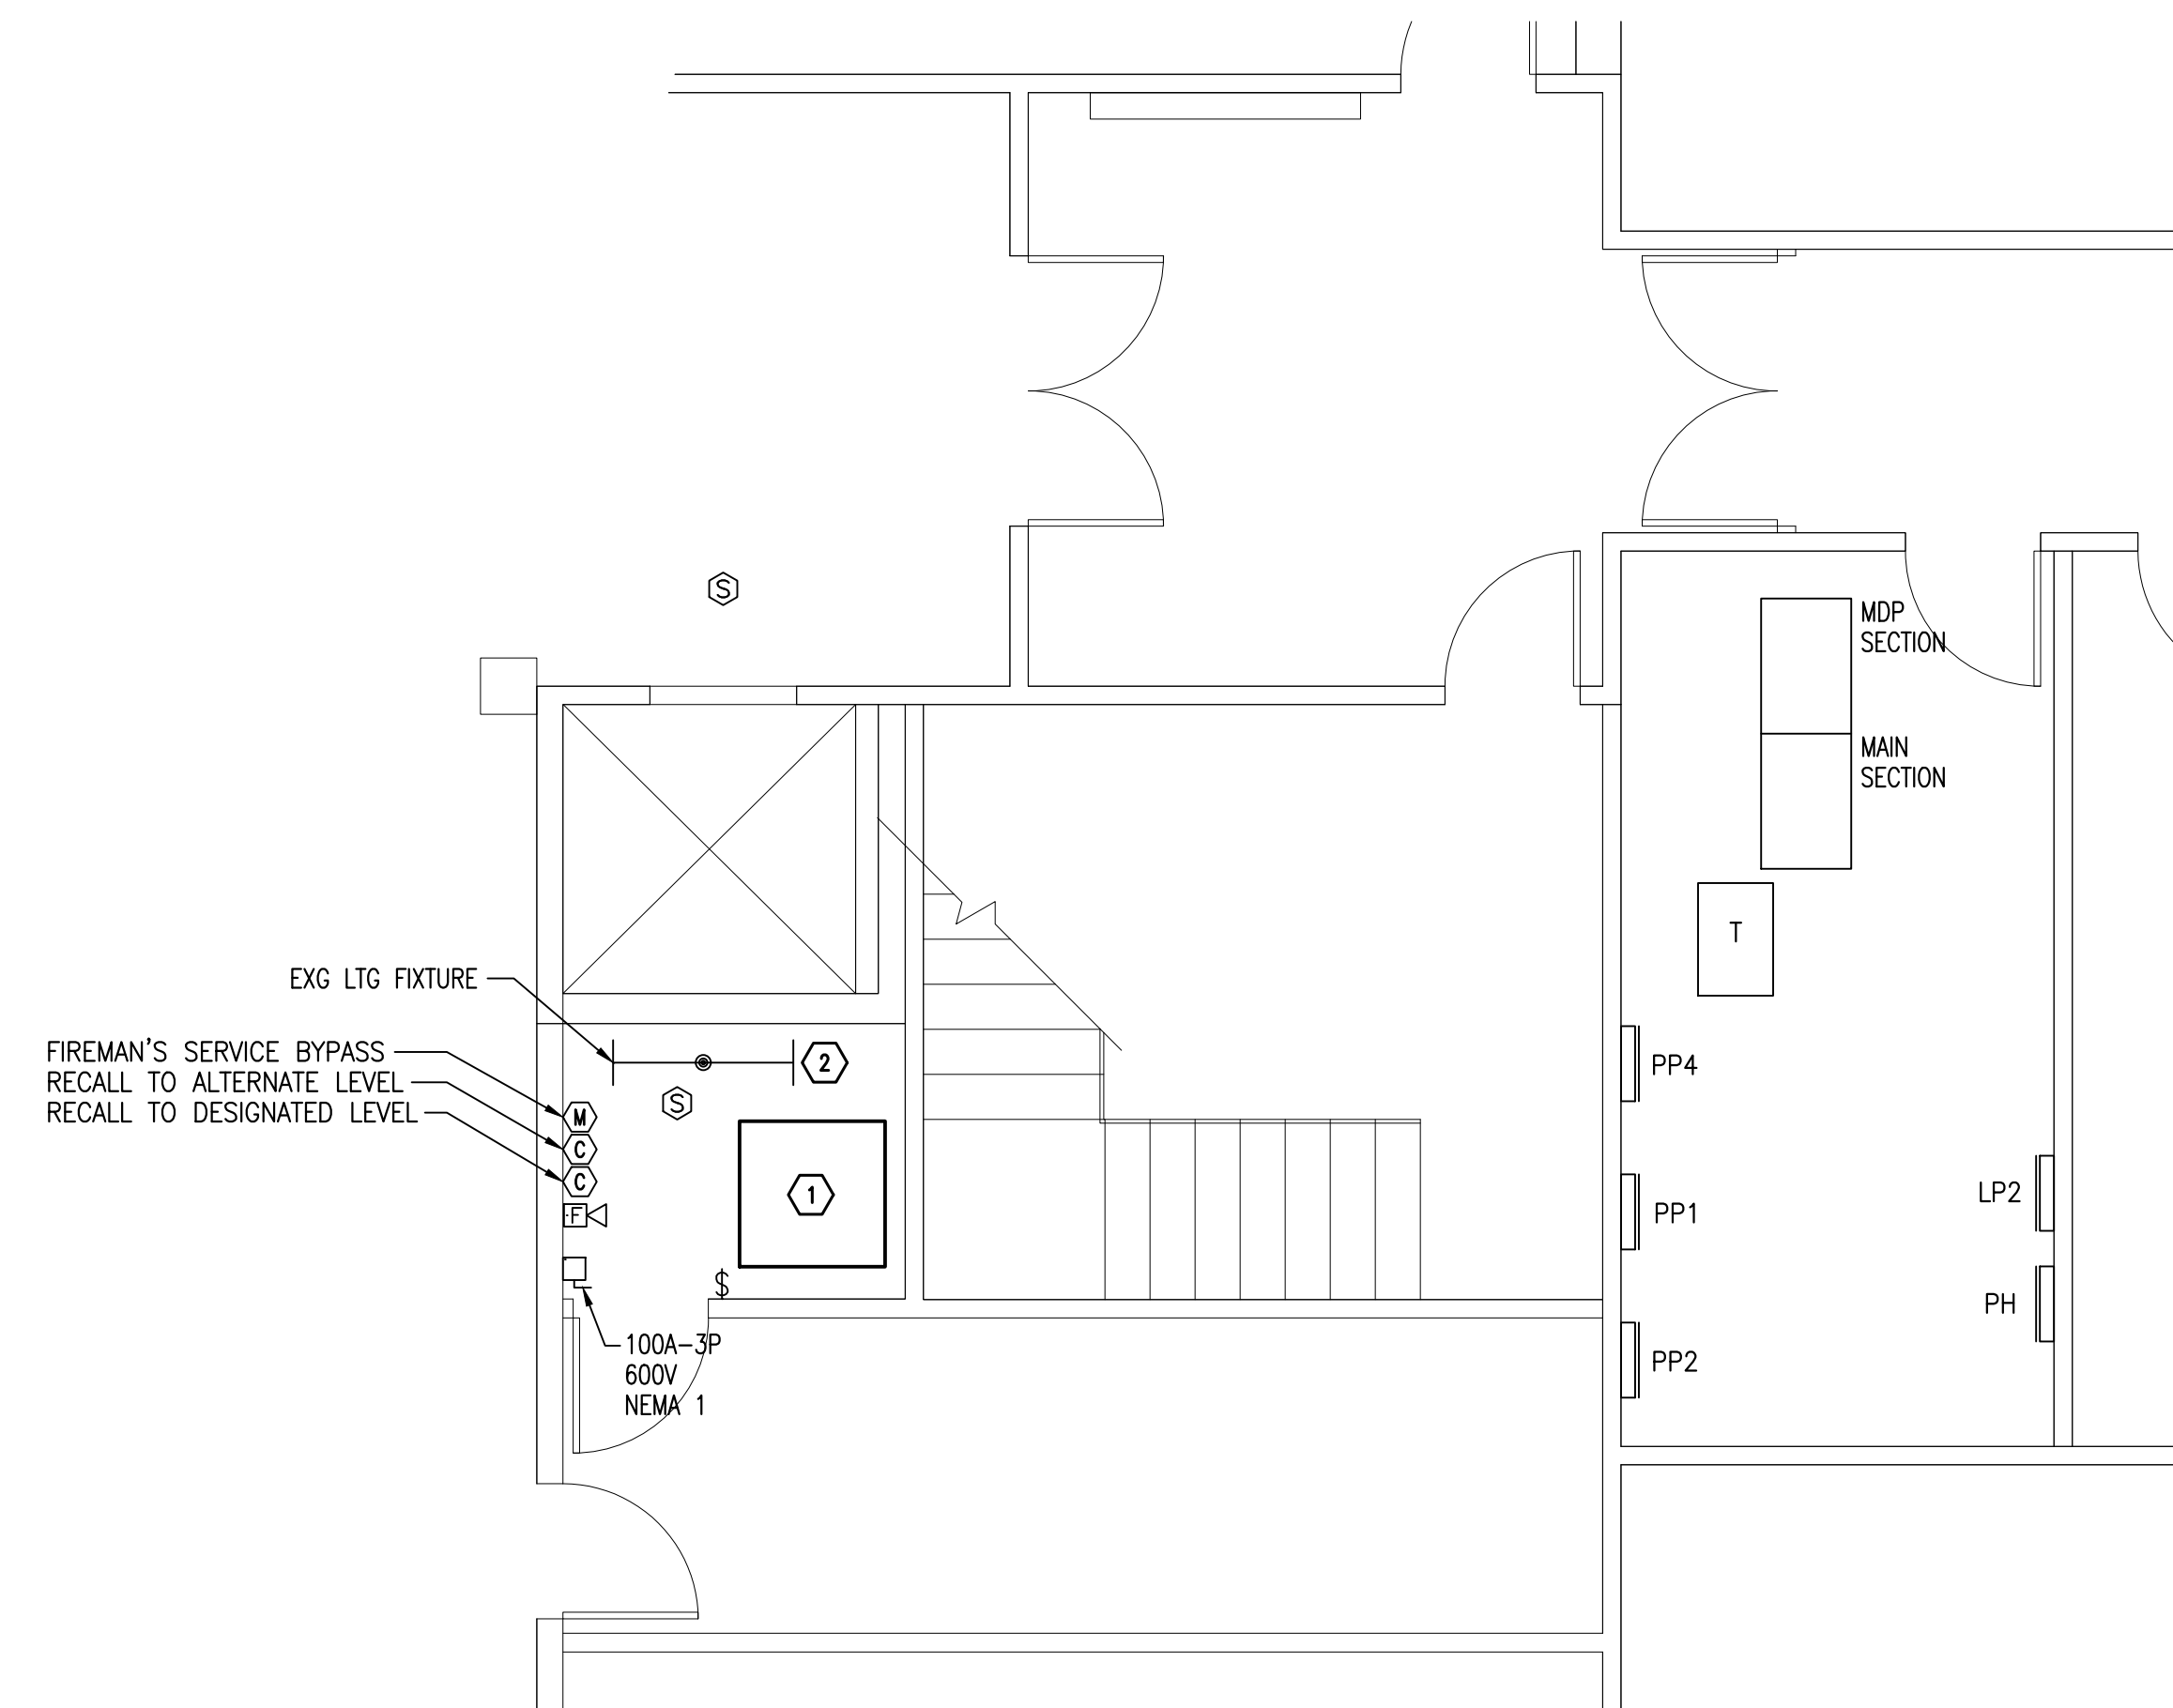 S
MDP
SECTION
MAIN
SECTION
T
EXG LTG FIXTURE
FIREMAN'S SERVICE BYPASS
RECALL TO ALTERNATE LEVEL
RECALL TO DESIGNATED LEVEL
2
S
M
C
C
F
1
$
100A-3P
600V
NEMA 1
PP4
PP1
PP2
LP2
PH